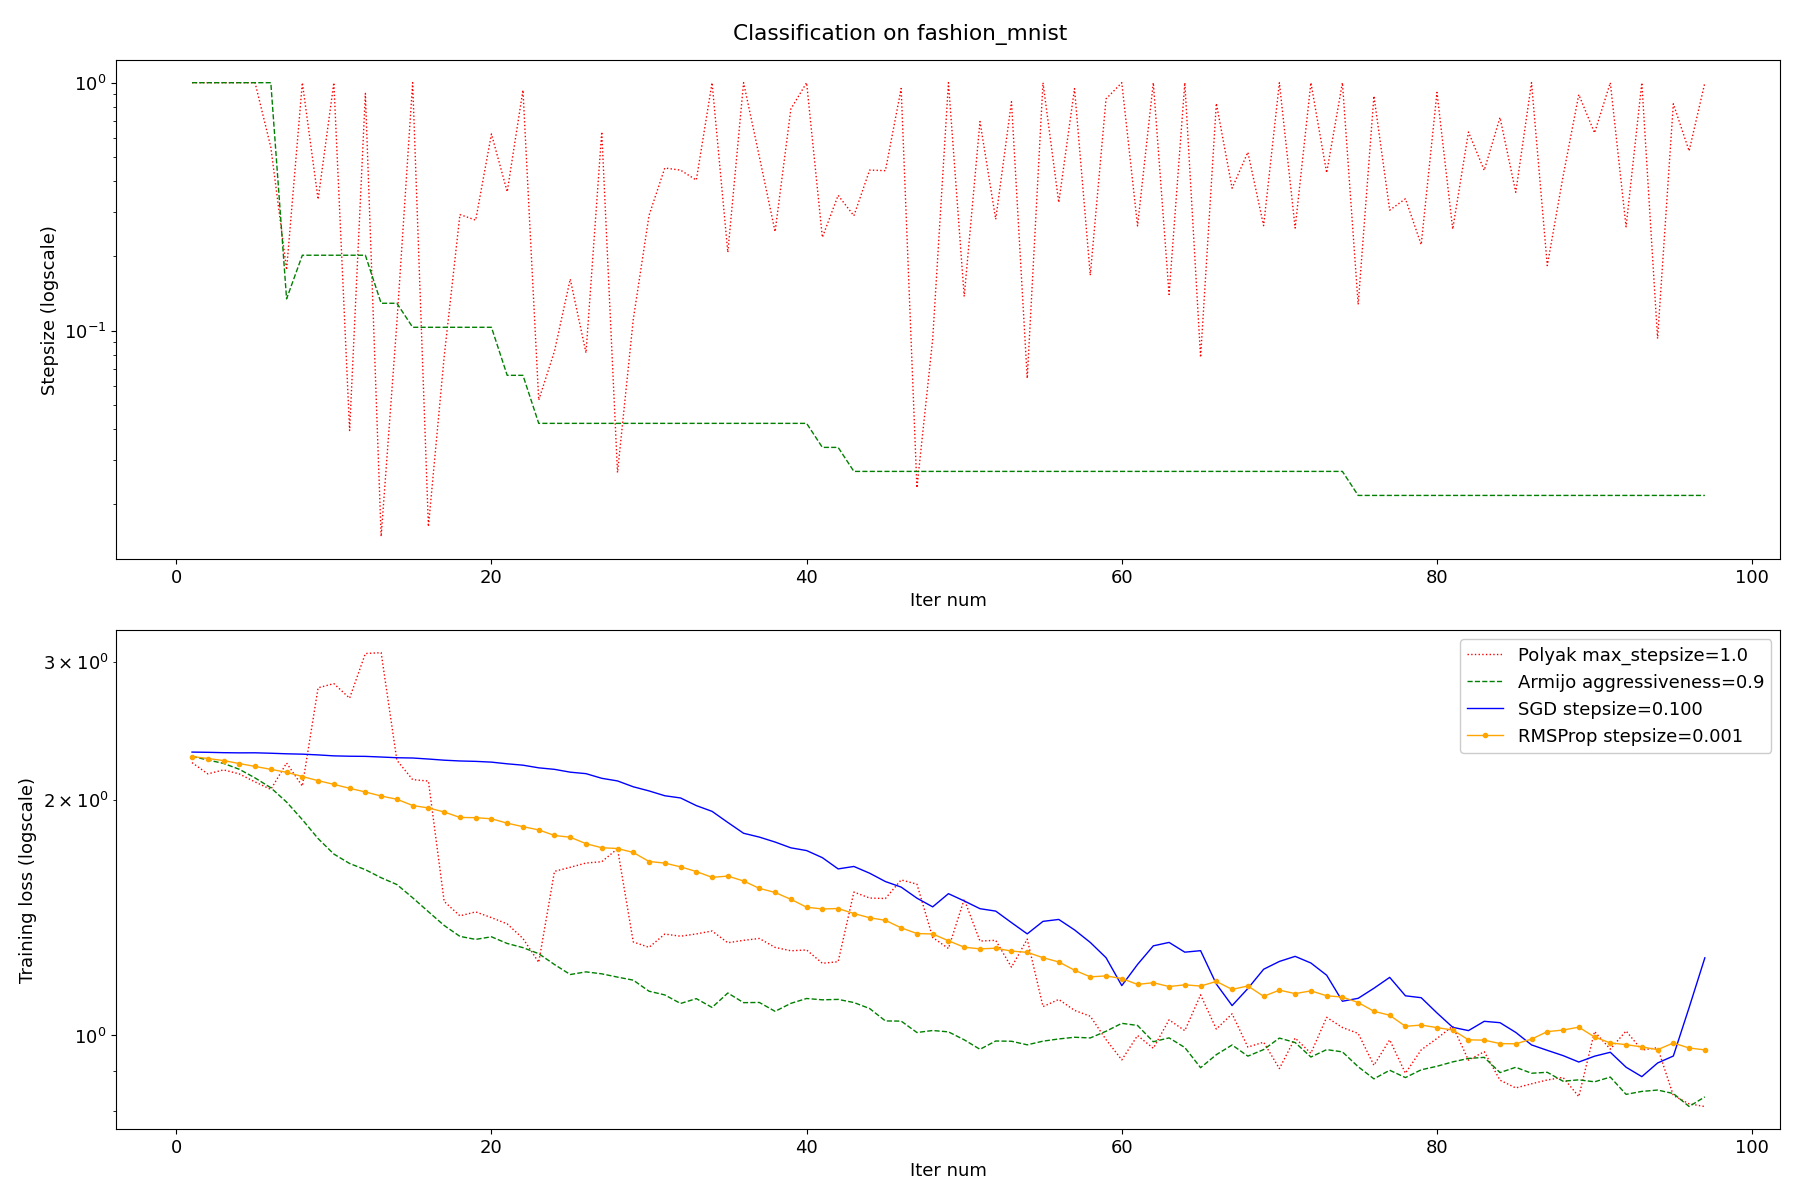 Classification on fashion_mnist
10⁰
10⁻¹
Stepsize (logscale)
0 20 40 60 80 100
Iter num
3 × 10⁰
2 × 10⁰
10⁰
Training loss (logscale)
Polyak max_stepsize=1.0
Armijo aggressiveness=0.9
SGD stepsize=0.100
RMSProp stepsize=0.001
0 20 40 60 80 100
Iter num